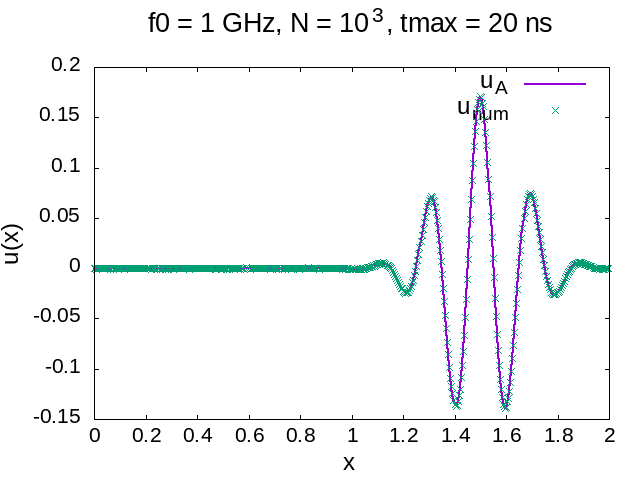 f0 = 1 GHz, N = 10³, tmax = 20 ns
u_A
u_num
u(x)
0.2
0.15
0.1
0.05
0
-0.05
-0.1
-0.15
0 0.2 0.4 0.6 0.8 1 1.2 1.4 1.6 1.8 2
x